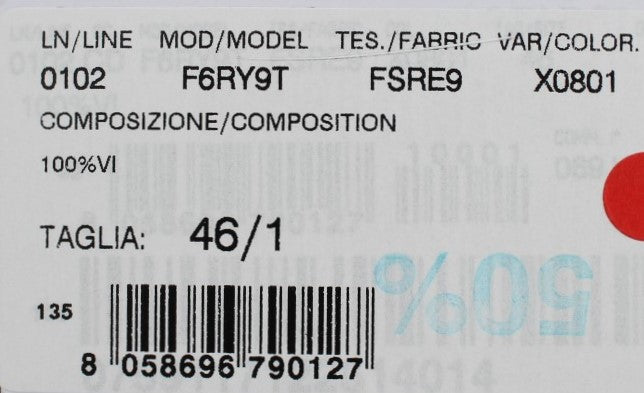 LN/LINE MOD/MODEL TES./FABRIC VAR/COLOR.
0102 F6RY9T FSRE9 X0801
COMPOSIZIONE/COMPOSITION
100%VI
TAGLIA: 46/1
50%
135
8 058696 790127